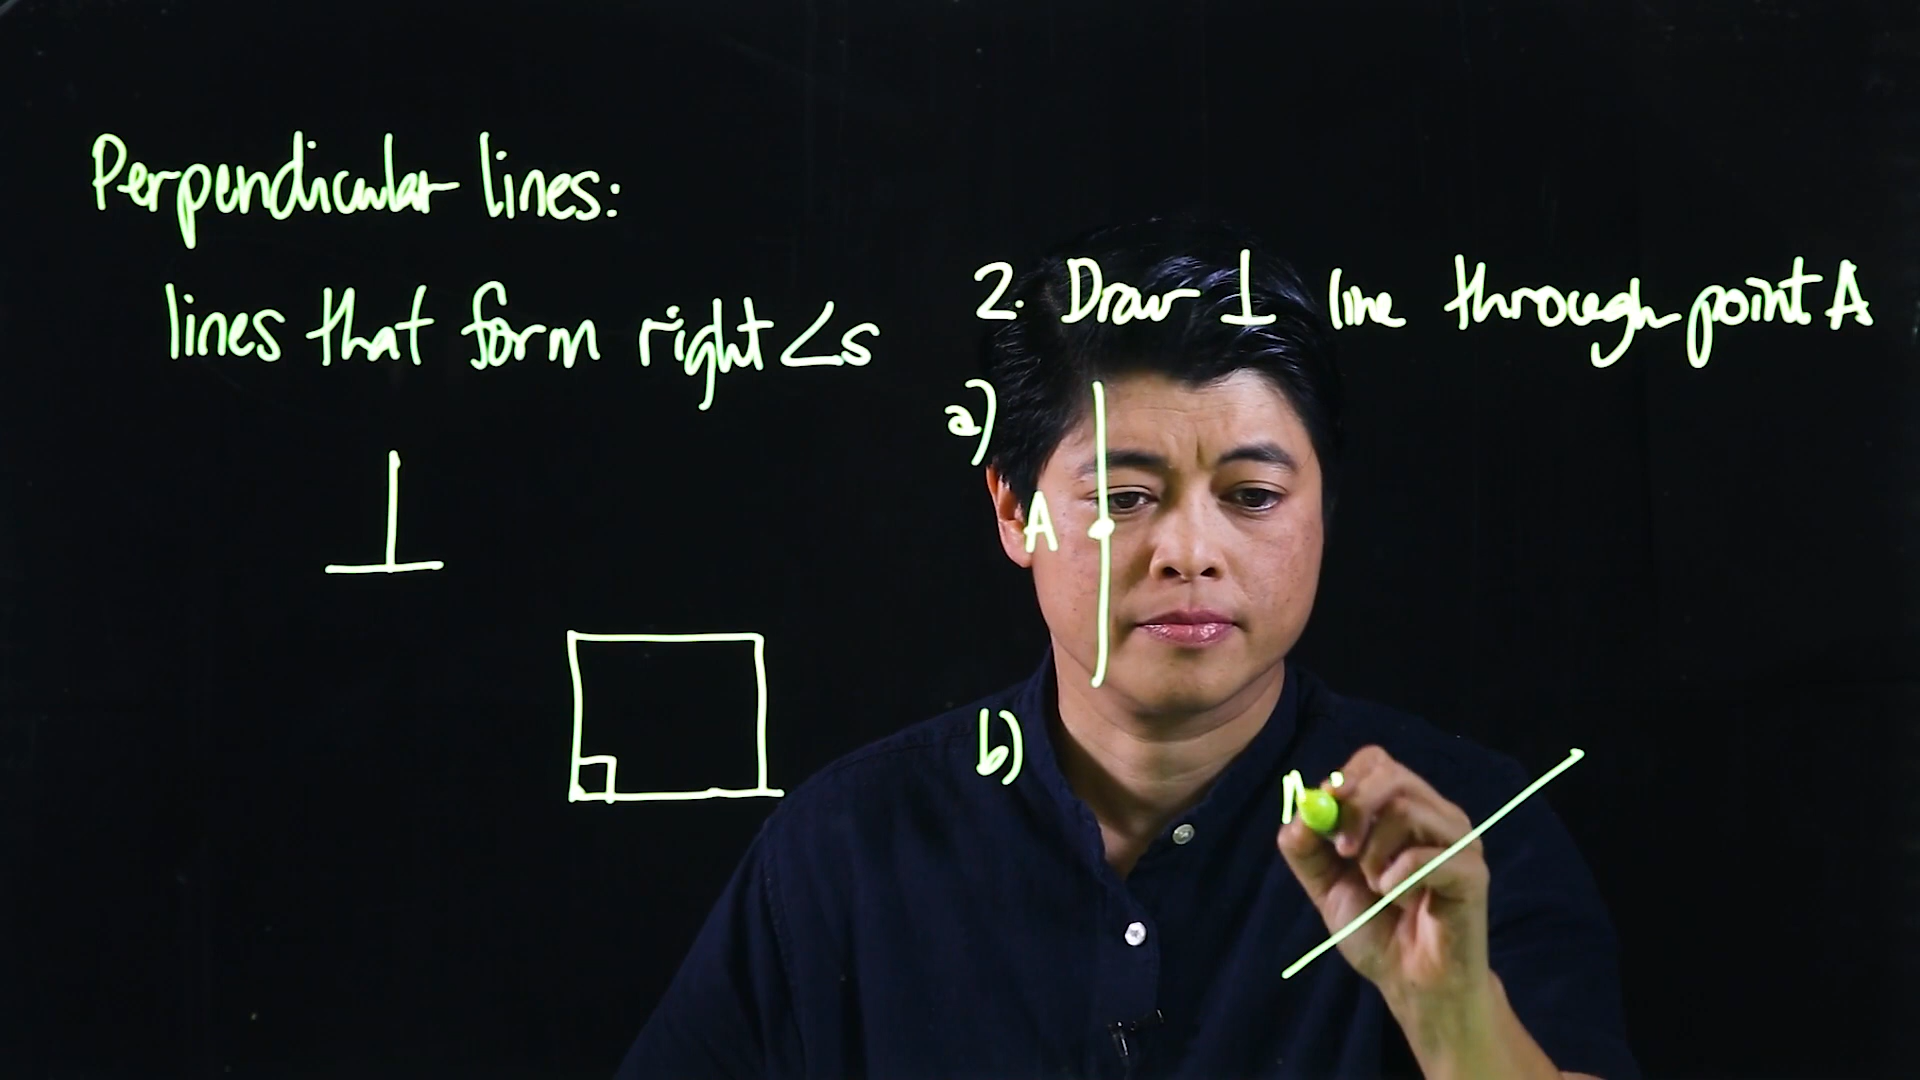 Perpendicular lines:
lines that form right ∠s
⊥
2. Draw ⊥ line through point A
a)
A
b)